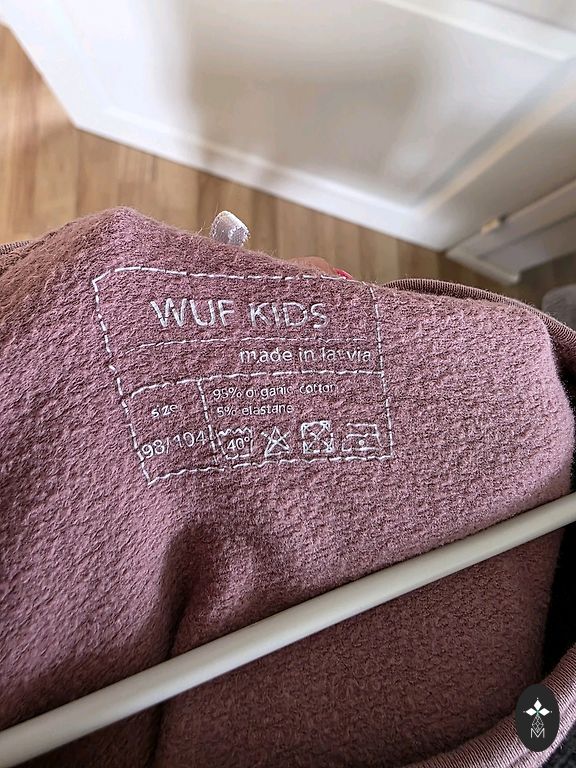 WUF KIDS
made in latvia
size
98/104
95% organic cotton
5% elastane
40°